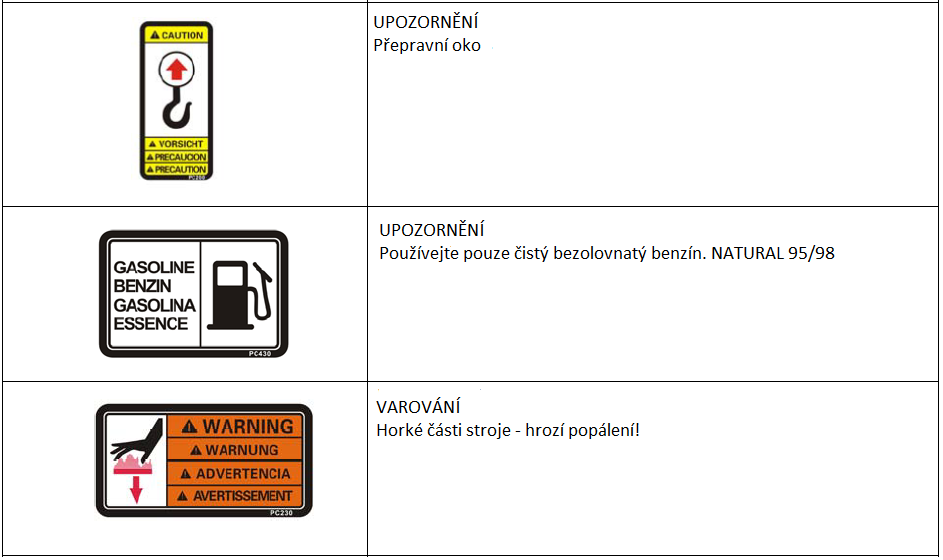 CAUTION
VORSICHT
PRECAUCION
PRECAUTION
PC200
UPOZORNĚNÍ
Přepravní oko
GASOLINE
BENZIN
GASOLINA
ESSENCE
PC430
UPOZORNĚNÍ
Používejte pouze čistý bezolovnatý benzín. NATURAL 95/98
WARNING
WARNUNG
ADVERTENCIA
AVERTISSEMENT
PC230
VAROVÁNÍ
Horké části stroje - hrozí popálení!